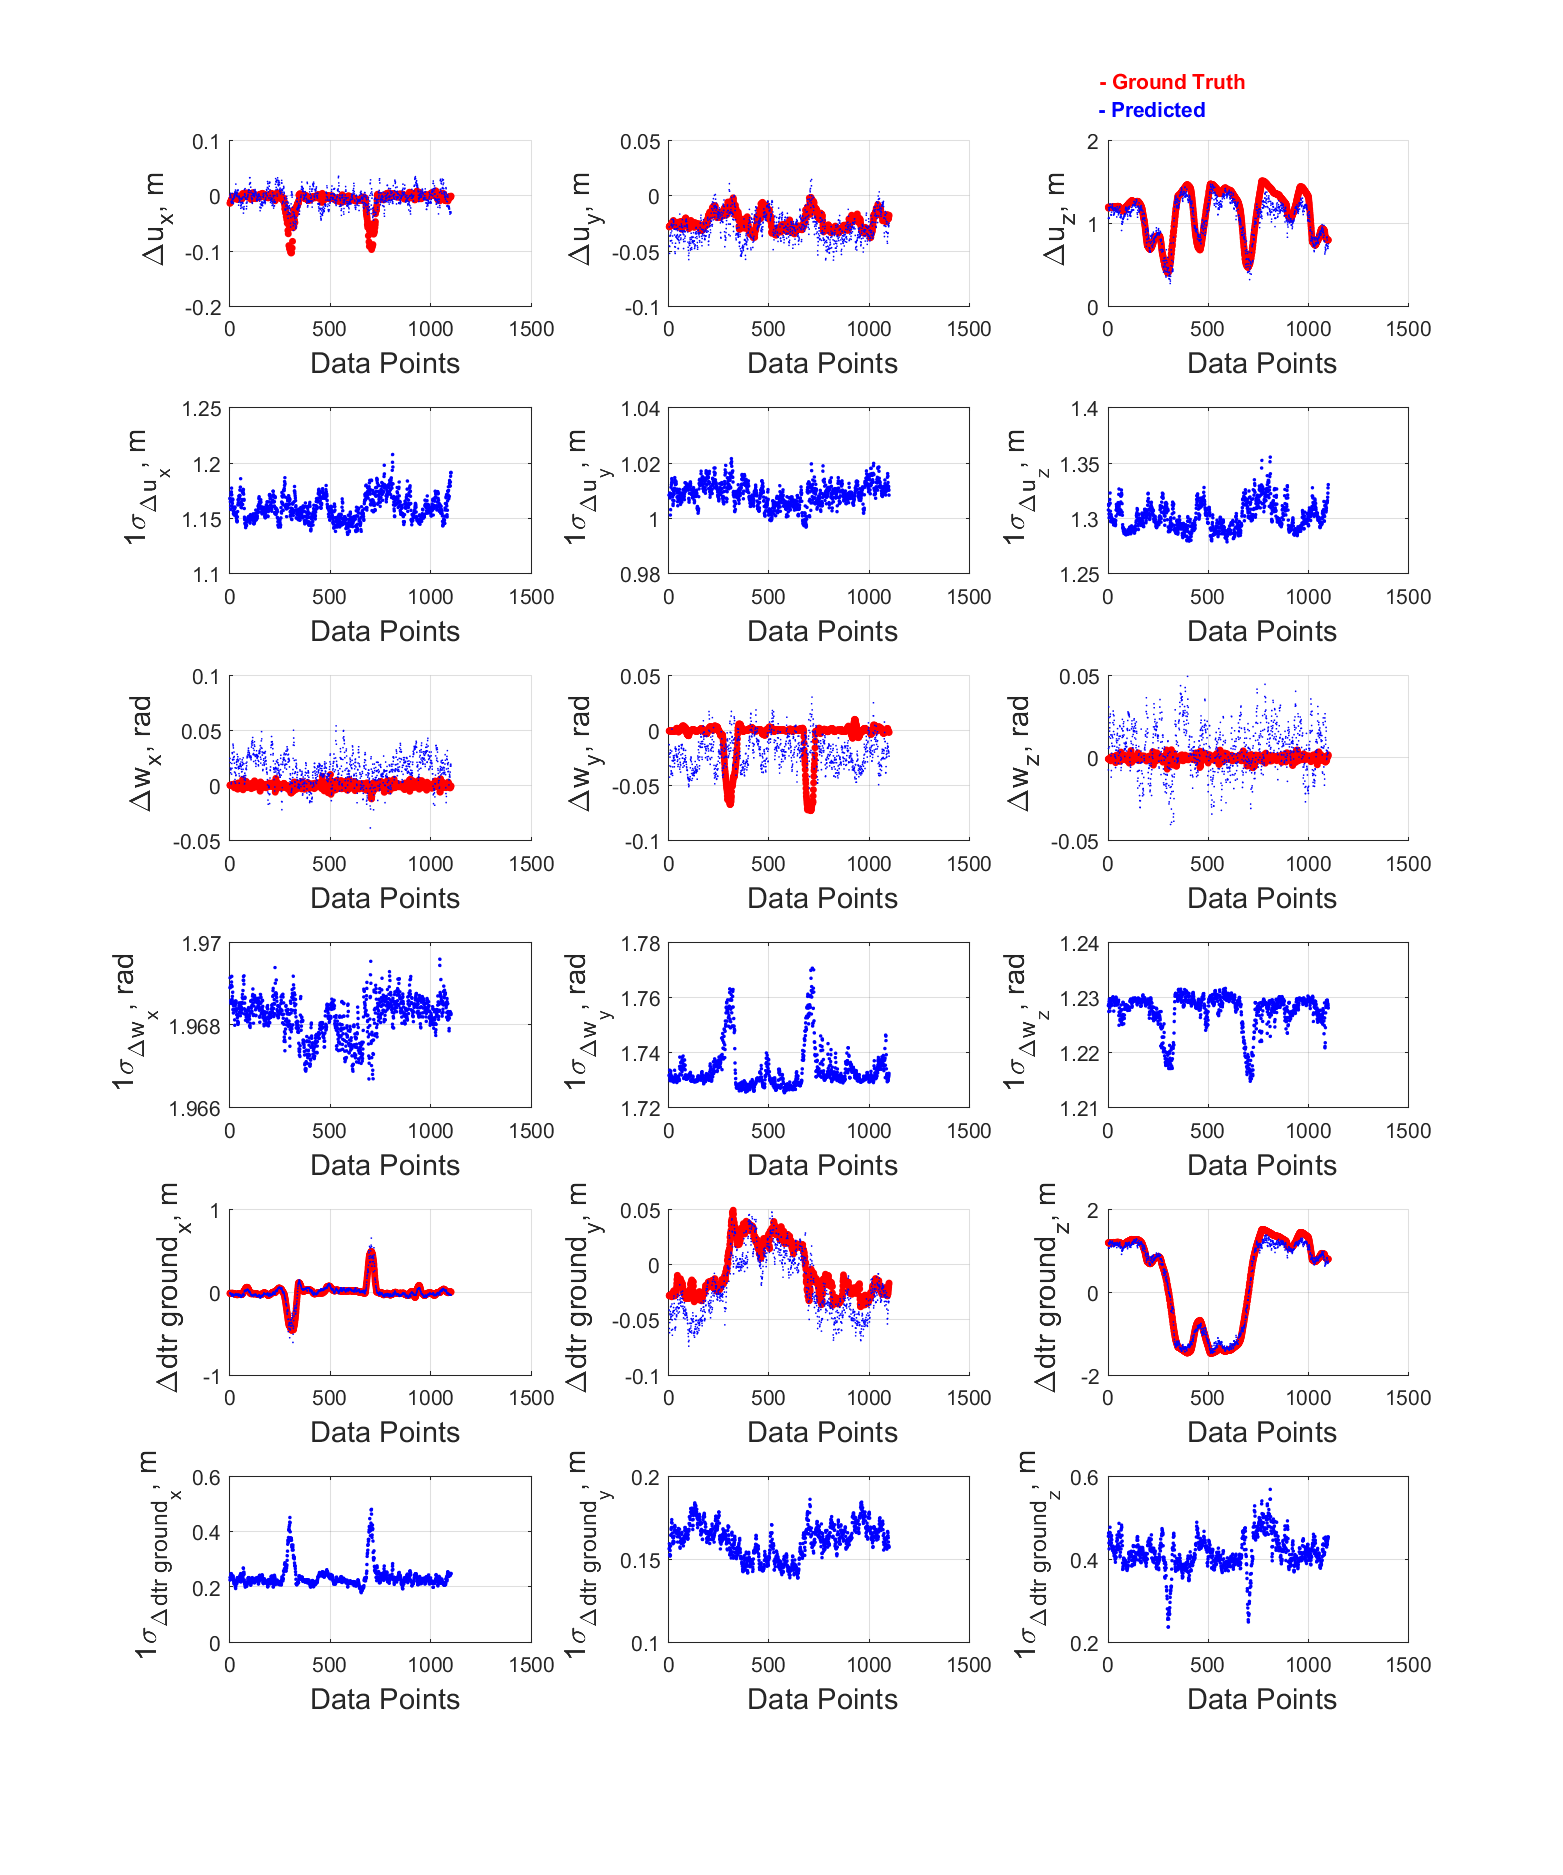 - Ground Truth
- Predicted
0.1
0
-0.1
-0.2
Δu_x, m
0 500 1000 1500
Data Points
0.05
0
-0.05
-0.1
Δu_y, m
0 500 1000 1500
Data Points
2
1
0
Δu_z, m
0 500 1000 1500
Data Points
1.25
1.2
1.15
1.1
1σ_Δu_x, m
0 500 1000 1500
Data Points
1.04
1.02
1
0.98
1σ_Δu_y, m
0 500 1000 1500
Data Points
1.4
1.35
1.3
1.25
1σ_Δu_z, m
0 500 1000 1500
Data Points
0.1
0.05
0
-0.05
Δw_x, rad
0 500 1000 1500
Data Points
0.05
0
-0.05
-0.1
Δw_y, rad
0 500 1000 1500
Data Points
0.05
0
-0.05
Δw_z, rad
0 500 1000 1500
Data Points
1.97
1.968
1.966
1σ_Δw_x, rad
0 500 1000 1500
Data Points
1.78
1.76
1.74
1.72
1σ_Δw_y, rad
0 500 1000 1500
Data Points
1.24
1.23
1.22
1.21
1σ_Δw_z, rad
0 500 1000 1500
Data Points
1
0
-1
Δdtr ground_x, m
0 500 1000 1500
Data Points
0.05
0
-0.05
-0.1
Δdtr ground_y, m
0 500 1000 1500
Data Points
2
0
-2
Δdtr ground_z, m
0 500 1000 1500
Data Points
0.6
0.4
0.2
0
1σ_Δdtr ground_x, m
0 500 1000 1500
Data Points
0.2
0.15
0.1
1σ_Δdtr ground_y, m
0 500 1000 1500
Data Points
0.6
0.4
0.2
1σ_Δdtr ground_z, m
0 500 1000 1500
Data Points